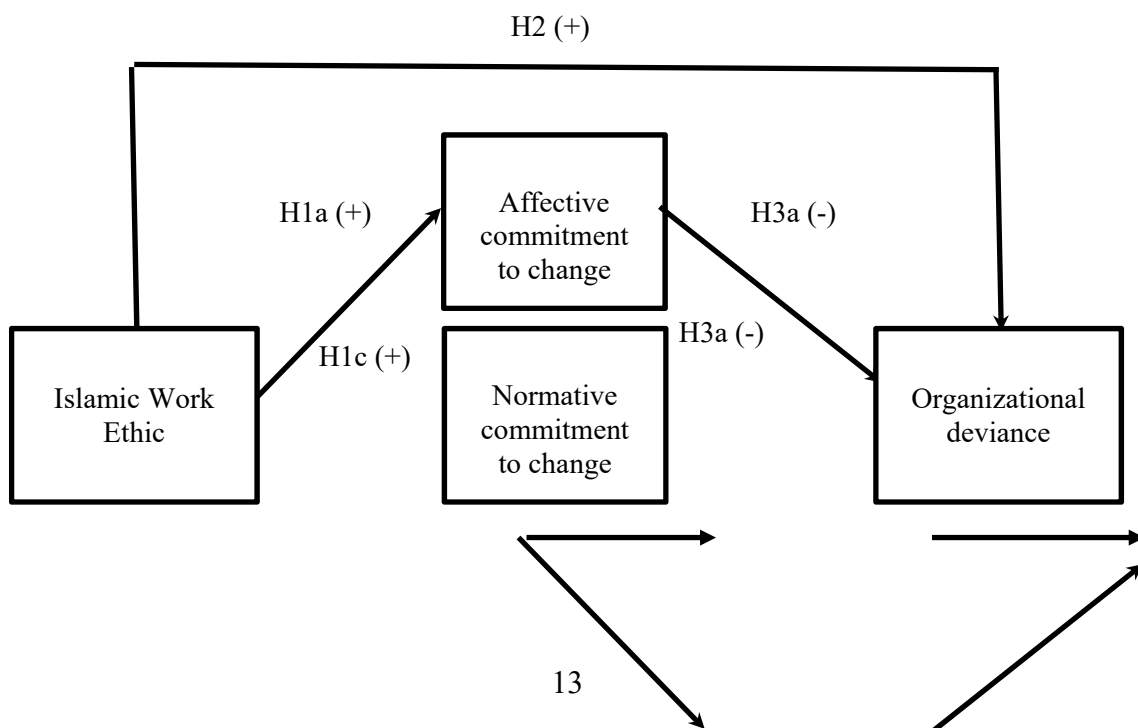 H2 (+)
H1a (+)
Affective
commitment
to change
H3a (-)
H1c (+)
H3a (-)
Islamic Work
Ethic
Normative
commitment
to change
Organizational
deviance
13